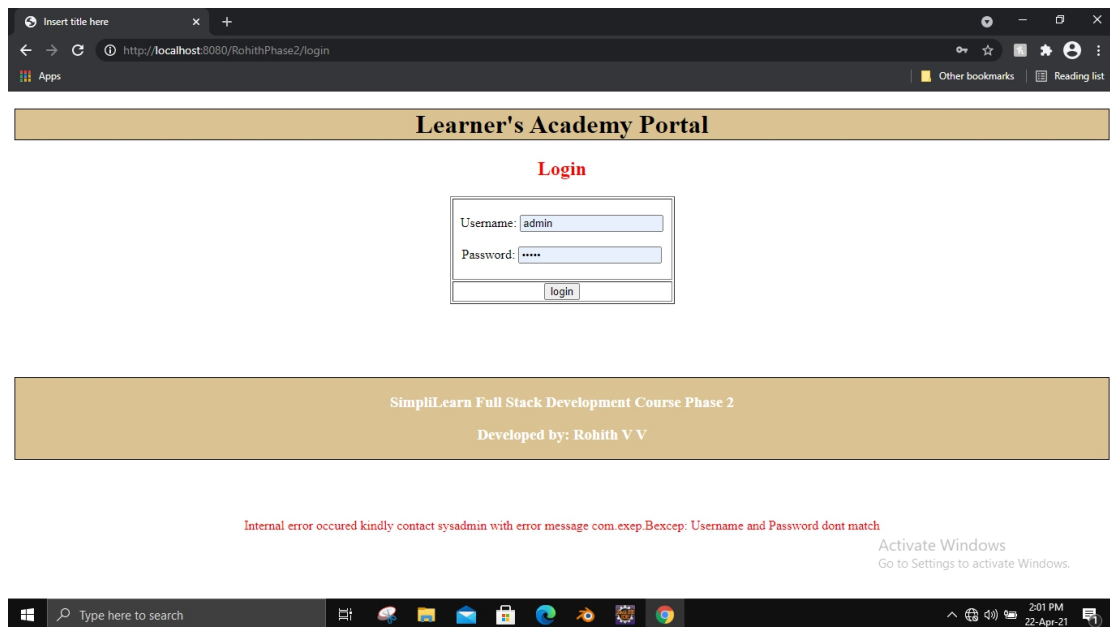 Insert title here
http://localhost:8080/RohithPhase2/login
Apps
Other bookmarks
Reading list
Learner's Academy Portal
Login
Username: admin
Password: •••••
login
SimpliLearn Full Stack Development Course Phase 2
Developed by: Rohith V V
Internal error occured kindly contact sysadmin with error message com.exep.Bexcep: Username and Password dont match
Activate Windows
Go to Settings to activate Windows.
Type here to search
2:01 PM
22-Apr-21